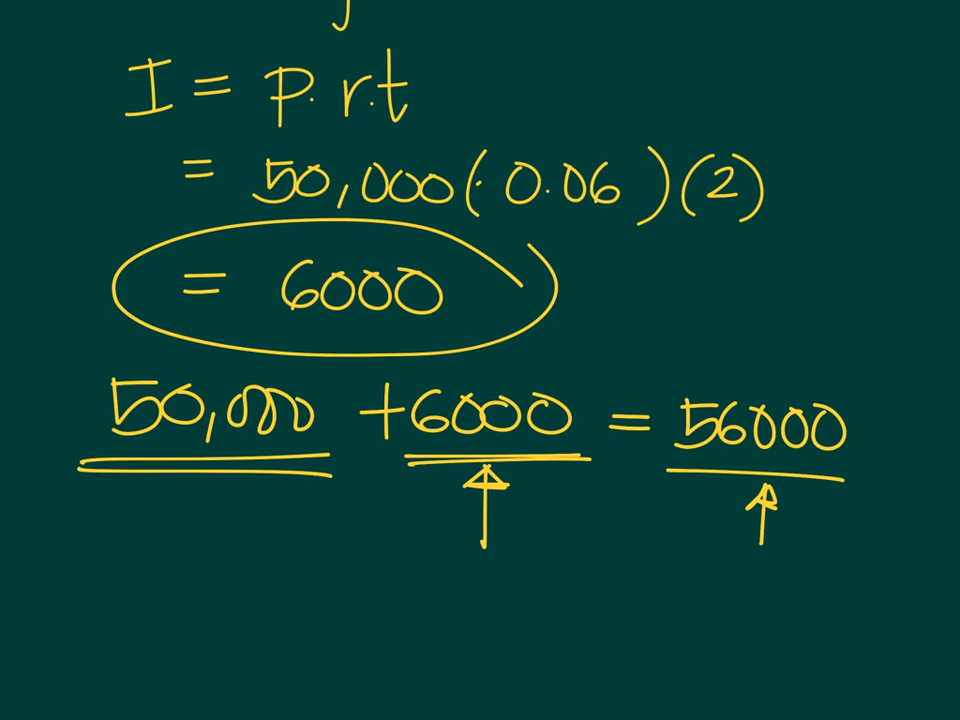 I = p. r. t
= 50,000(. 0.06 ) (2)
= 6000
50,000 + 6000 = 56000